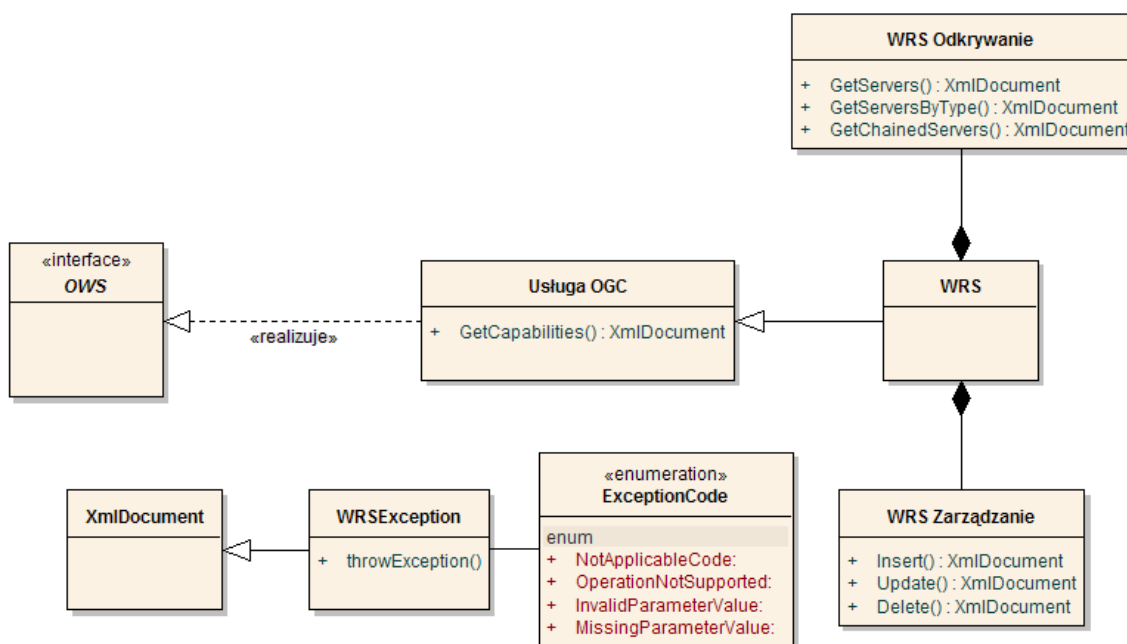 WRS Odkrywanie
+ GetServers() : XmlDocument
+ GetServersByType() : XmlDocument
+ GetChainedServers() : XmlDocument
«interface»
OWS
«realizuje»
Usługa OGC
+ GetCapabilities() : XmlDocument
WRS
XmlDocument
WRSException
+ throwException()
«enumeration»
ExceptionCode
enum
+ NotApplicableCode:
+ OperationNotSupported:
+ InvalidParameterValue:
+ MissingParameterValue:
WRS Zarządzanie
+ Insert() : XmlDocument
+ Update() : XmlDocument
+ Delete() : XmlDocument